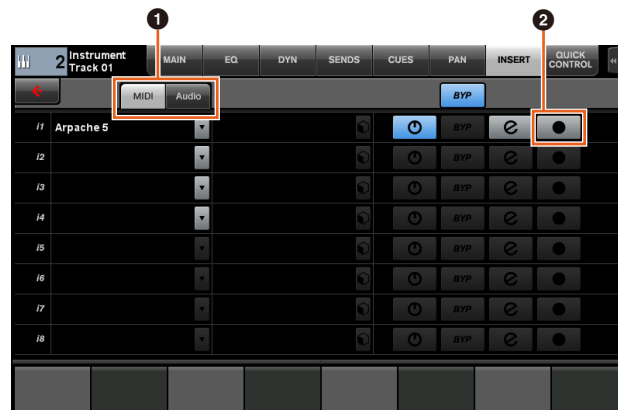 1 2
2 Instrument Track 01 MAIN EQ DYN SENDS CUES PAN INSERT QUICK CONTROL
MIDI Audio BYP
i1 Arpache 5 BYP e
i2 BYP e
i3 BYP e
i4 BYP e
i5 BYP e
i6 BYP e
i7 BYP e
i8 BYP e